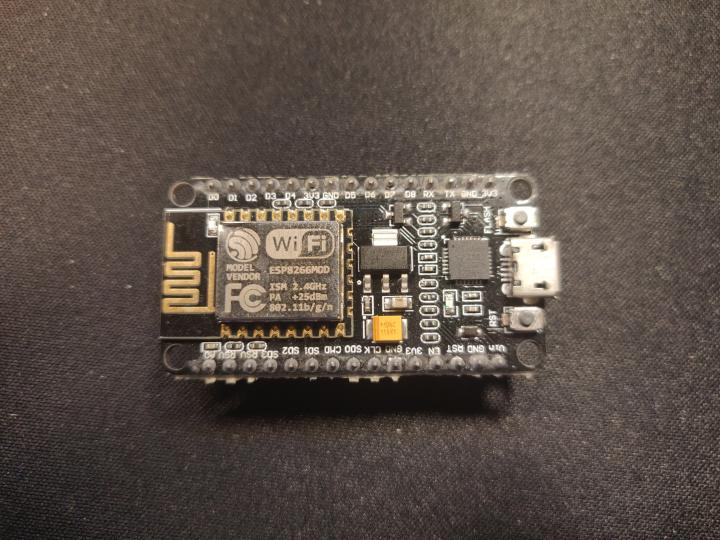 D0 D1 D2 D3 D4 3V3 GND D5 D6 D7 D8 RX TX GND 3V3
FLASH
WiFi
MODEL
VENDOR
ESP8266MOD
ISM 2.4GHz
PA +25dBm
802.11b/g/n
FC
RST
A0 RSV RSV SD3 SD2 SD1 CMD SD0 CLK GND 3V3 EN RST GND Vin